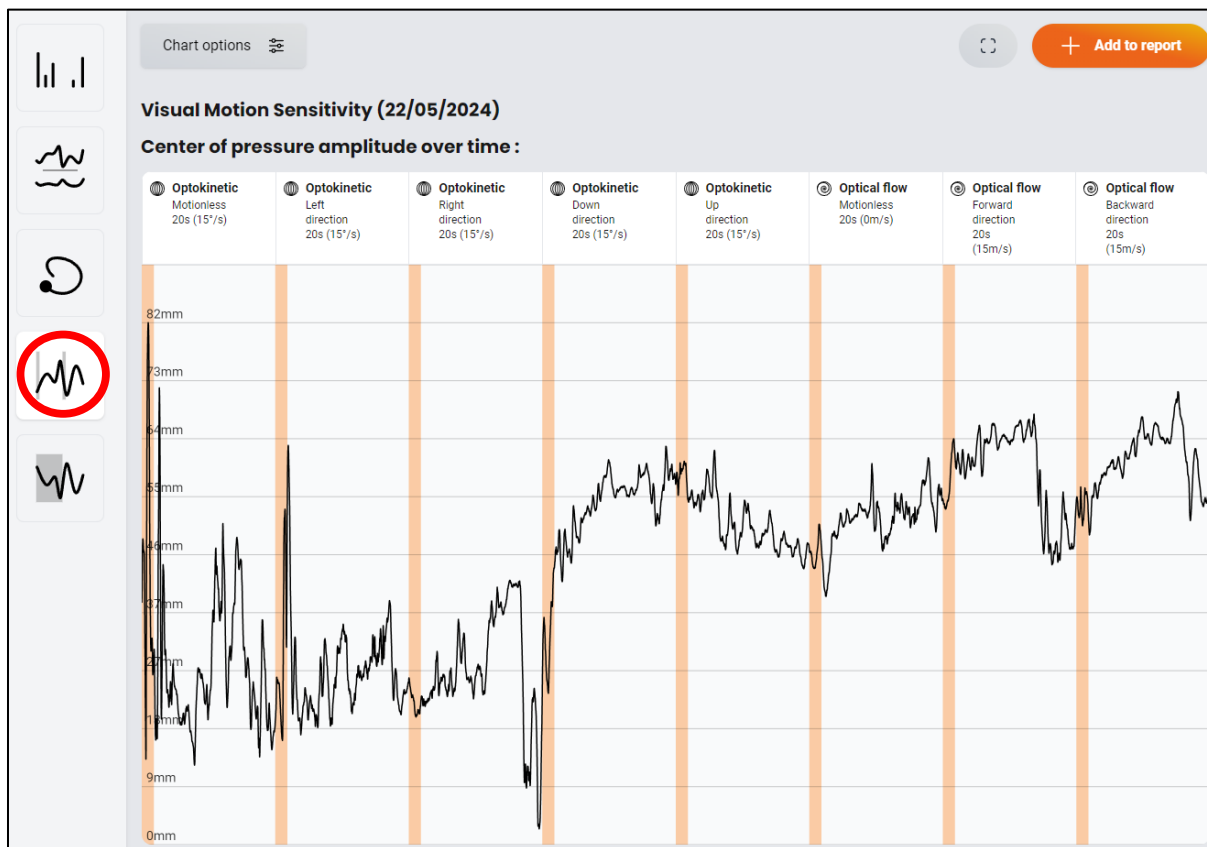 Chart options
Add to report
Visual Motion Sensitivity (22/05/2024)
Center of pressure amplitude over time :
Optokinetic
Motionless
20s (15°/s)
Optokinetic
Left
direction
20s (15°/s)
Optokinetic
Right
direction
20s (15°/s)
Optokinetic
Down
direction
20s (15°/s)
Optokinetic
Up
direction
20s (15°/s)
Optical flow
Motionless
20s (0m/s)
Optical flow
Forward
direction
20s
(15m/s)
Optical flow
Backward
direction
20s
(15m/s)
82mm
73mm
64mm
55mm
46mm
37mm
27mm
18mm
9mm
0mm